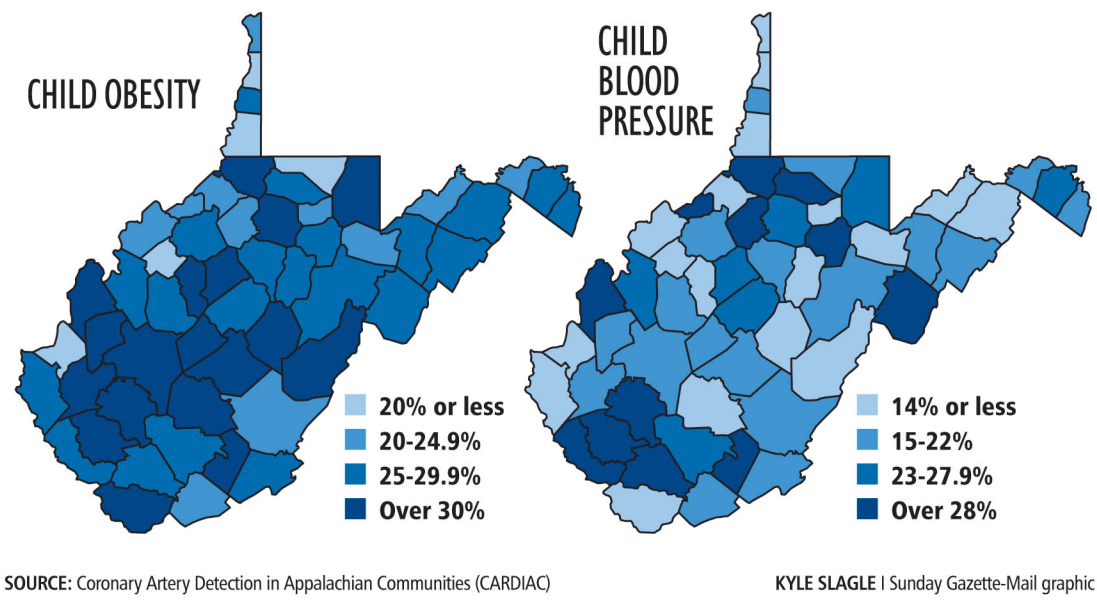 CHILD OBESITY
20% or less
20-24.9%
25-29.9%
Over 30%
CHILD
BLOOD
PRESSURE
14% or less
15-22%
23-27.9%
Over 28%
SOURCE: Coronary Artery Detection in Appalachian Communities (CARDIAC)
KYLE SLAGLE | Sunday Gazette-Mail graphic